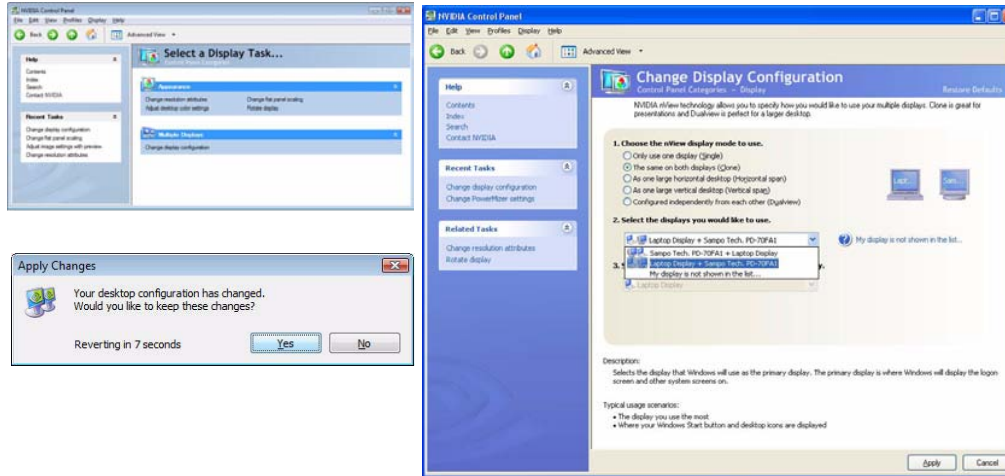 NVIDIA Control Panel
File Edit View Profiles Display Help
Back
Advanced View
Help
Contents
Index
Search
Contact NVIDIA
Recent Tasks
Change display configuration
Change flat panel scaling
Adjust image settings with preview
Change resolution attributes
Select a Display Task...
Control Panel Categories
Appearance
Change resolution attributes
Change flat panel scaling
Adjust desktop color settings
Rotate display
Multiple Displays
Change display configuration
Apply Changes
Your desktop configuration has changed.
Would you like to keep these changes?
Reverting in 7 seconds
Yes
No
NVIDIA Control Panel
File Edit View Profiles Display Help
Back
Advanced View
Help
Contents
Index
Search
Contact NVIDIA
Recent Tasks
Change display configuration
Change PowerMizer settings
Related Tasks
Change resolution attributes
Rotate display
Change Display Configuration
Control Panel Categories - Display
Restore Defaults
NVIDIA nView technology allows you to specify how you would like to use your multiple displays. Clone is great for
presentations and Dualview is perfect for a larger desktop.
1. Choose the nView display mode to use.
Only use one display (Single)
The same on both displays (Clone)
As one large horizontal desktop (Horizontal span)
As one large vertical desktop (Vertical span)
Configured independently from each other (Dualview)
Lapt...
Sam...
2. Select the displays you would like to use.
Laptop Display + Sampo Tech. PD-70FA1
My display is not shown in the list...
Sampo Tech. PD-70FA1 + Laptop Display
Laptop Display + Sampo Tech. PD-70FA1
My display is not shown in the list...
3.
Laptop Display
Description:
Selects the display that Windows will use as the primary display. The primary display is where Windows will display the logon
screen and other system screens on.
Typical usage scenarios:
• The display you use the most
• Where your Windows Start button and desktop icons are displayed
Apply
Cancel